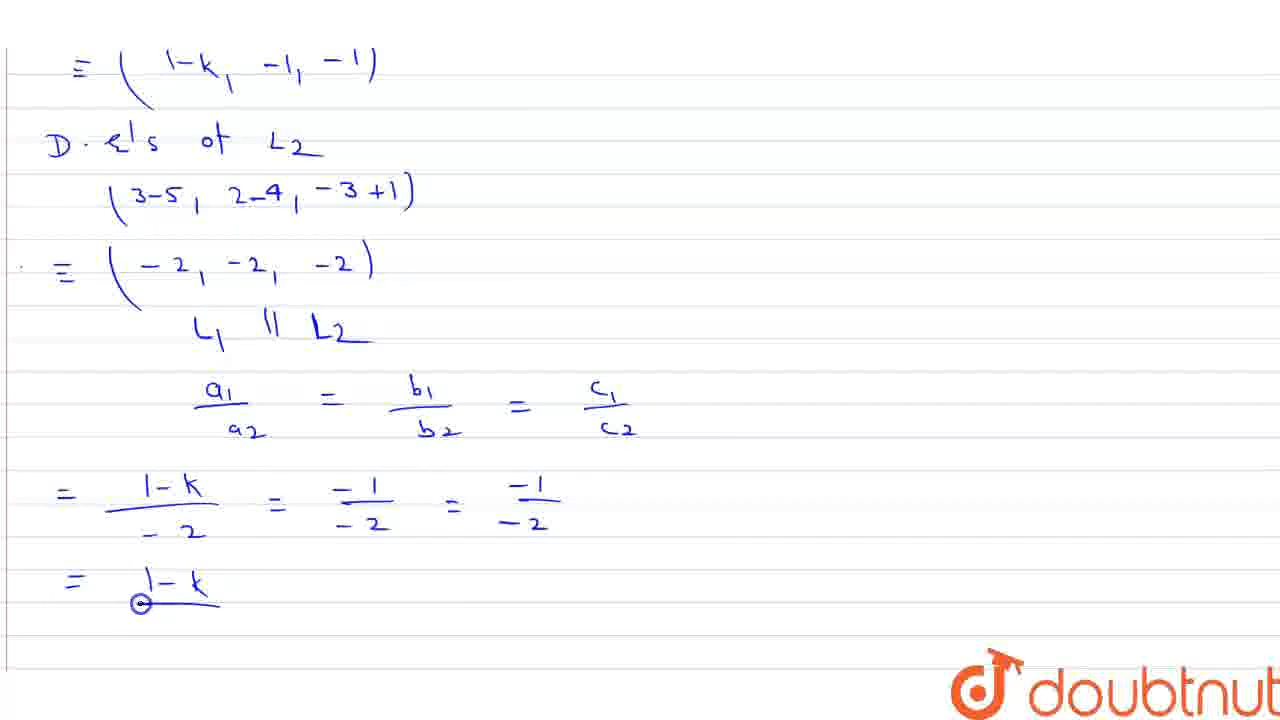 ≡ (1-k, -1, -1)
D.r's of L2
(3-5, 2-4, -3+1)
≡ (-2, -2, -2)
L1 || L2
a1/a2 = b1/b2 = c1/c2
= 1-k/-2 = -1/-2 = -1/-2
= 1-k
doubtnut